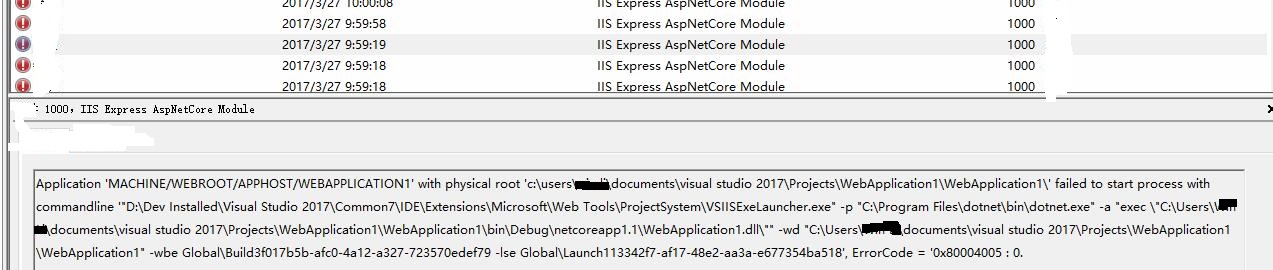 2017/3/27 10:00:08 IIS Express AspNetCore Module 1000
2017/3/27 9:59:58 IIS Express AspNetCore Module 1000
2017/3/27 9:59:19 IIS Express AspNetCore Module 1000
2017/3/27 9:59:18 IIS Express AspNetCore Module 1000
2017/3/27 9:59:18 IIS Express AspNetCore Module 1000
: 1000, IIS Express AspNetCore Module
Application 'MACHINE/WEBROOT/APPHOST/WEBAPPLICATION1' with physical root 'c:\users\ \documents\visual studio 2017\Projects\WebApplication1\WebApplication1\' failed to start process with
commandline '"D:\Dev Installed\Visual Studio 2017\Common7\IDE\Extensions\Microsoft\Web Tools\ProjectSystem\VSIISExeLauncher.exe" -p "C:\Program Files\dotnet\bin\dotnet.exe" -a "exec \"C:\Users\
\documents\visual studio 2017\Projects\WebApplication1\WebApplication1\bin\Debug\netcoreapp1.1\WebApplication1.dll\"" -wd "C:\Users\ \documents\visual studio 2017\Projects\WebApplication1
\WebApplication1" -wbe Global\Build3f017b5b-afc0-4a12-a327-723570edef79 -lse Global\Launch113342f7-af17-48e2-aa3a-e677354ba518', ErrorCode = '0x80004005 : 0.